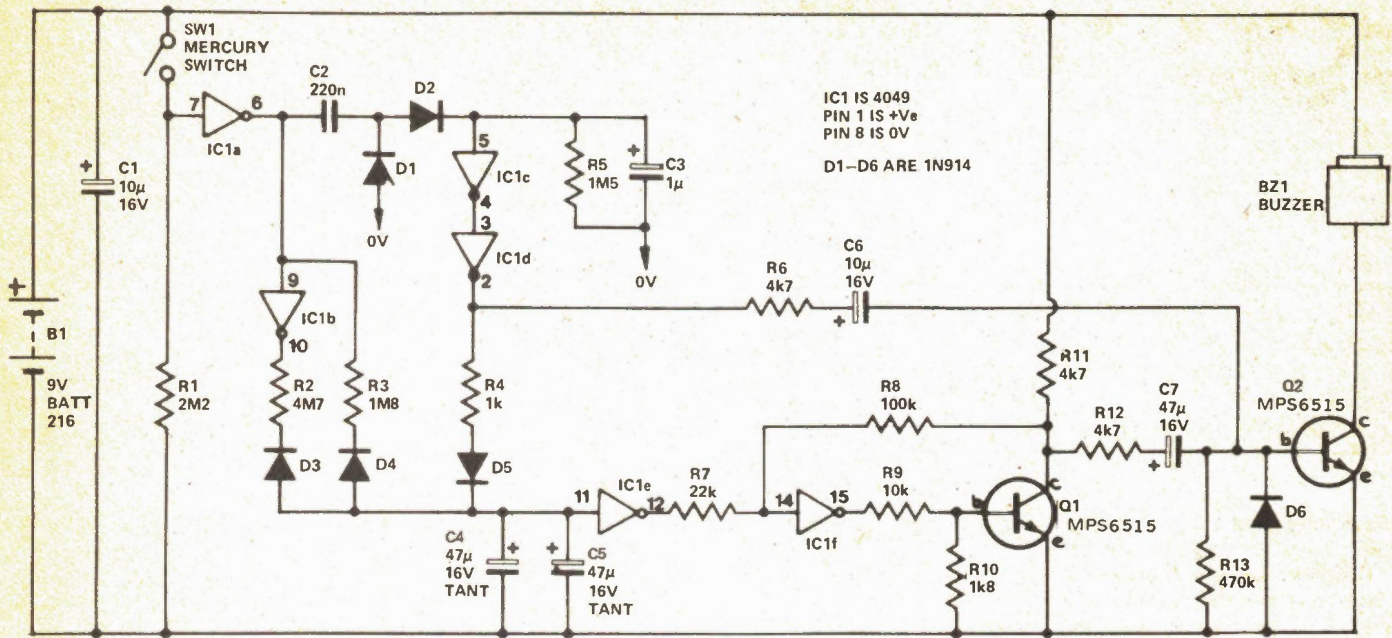 SW1
MERCURY
SWITCH
C1
10μ
16V
+
7
6
IC1a
C2
220n
D2
D1
0V
5
IC1c
4
3
IC1d
2
R5
1M5
+
C3
1μ
0V
IC1 IS 4049
PIN 1 IS +Ve
PIN 8 IS 0V
D1–D6 ARE 1N914
BZ1
BUZZER
+
B1
9V
BATT
216
R1
2M2
9
IC1b
10
R2
4M7
R3
1M8
D3
D4
R4
1k
D5
R6
4k7
C6
10μ
16V
+
R11
4k7
R8
100k
R12
4k7
C7
47μ
16V
+
Q2
MPS6515
b
c
e
11
IC1e
12
R7
22k
14
15
IC1f
R9
10k
b
c
e
Q1
MPS6515
R10
1k8
C4
47μ
16V
TANT
+
C5
47μ
16V
TANT
+
R13
470k
D6